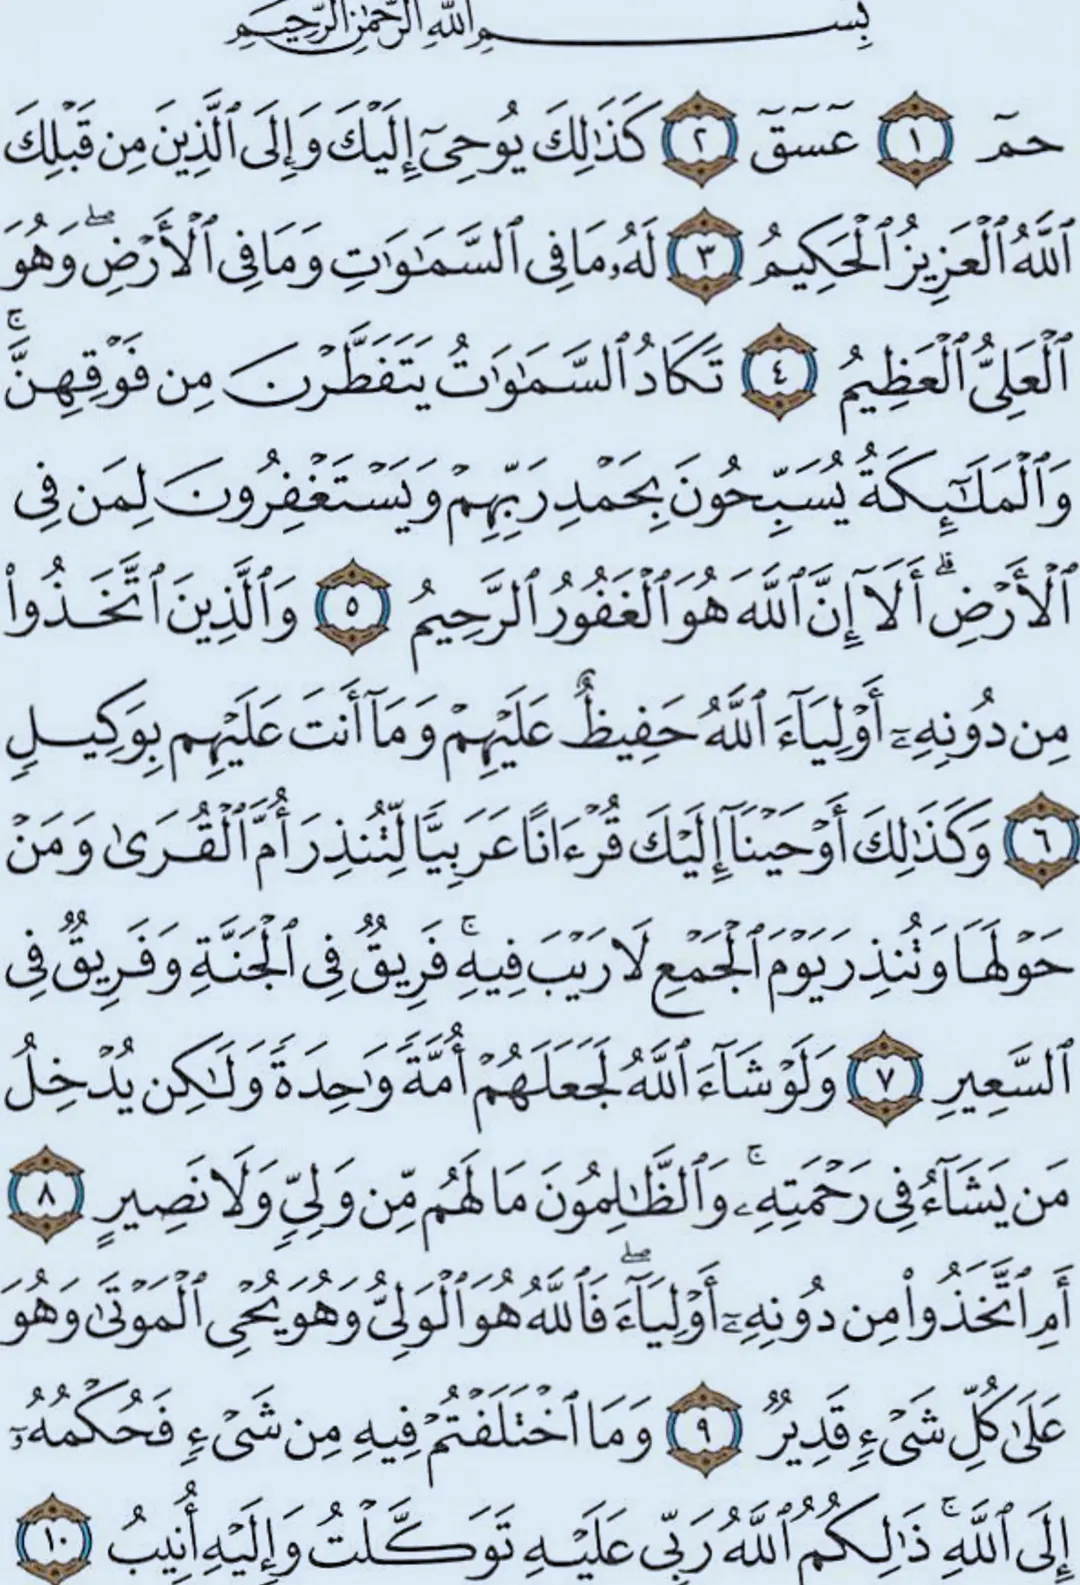 بِسۡمِ ٱللَّهِ ٱلرَّحۡمَٰنِ ٱلرَّحِيمِ
حمٓ ١ عٓسٓقٓ ٢ كَذَٰلِكَ يُوحِيٓ إِلَيۡكَ وَإِلَى ٱلَّذِينَ مِن قَبۡلِكَ
ٱللَّهُ ٱلۡعَزِيزُ ٱلۡحَكِيمُ ٣ لَهُۥ مَا فِي ٱلسَّمَٰوَٰتِ وَمَا فِي ٱلۡأَرۡضِۖ وَهُوَ
ٱلۡعَلِيُّ ٱلۡعَظِيمُ ٤ تَكَادُ ٱلسَّمَٰوَٰتُ يَتَفَطَّرۡنَ مِن فَوۡقِهِنَّۚ
وَٱلۡمَلَٰٓئِكَةُ يُسَبِّحُونَ بِحَمۡدِ رَبِّهِمۡ وَيَسۡتَغۡفِرُونَ لِمَن فِي
ٱلۡأَرۡضِۗ أَلَآ إِنَّ ٱللَّهَ هُوَ ٱلۡغَفُورُ ٱلرَّحِيمُ ٥ وَٱلَّذِينَ ٱتَّخَذُواْ
مِن دُونِهِۦٓ أَوۡلِيَآءَ ٱللَّهُ حَفِيظٌ عَلَيۡهِمۡ وَمَآ أَنتَ عَلَيۡهِم بِوَكِيلٖ
٦ وَكَذَٰلِكَ أَوۡحَيۡنَآ إِلَيۡكَ قُرۡءَانًا عَرَبِيّٗا لِّتُنذِرَ أُمَّ ٱلۡقُرَىٰ وَمَنۡ
حَوۡلَهَا وَتُنذِرَ يَوۡمَ ٱلۡجَمۡعِ لَا رَيۡبَ فِيهِۚ فَرِيقٞ فِي ٱلۡجَنَّةِ وَفَرِيقٞ فِي
ٱلسَّعِيرِ ٧ وَلَوۡ شَآءَ ٱللَّهُ لَجَعَلَهُمۡ أُمَّةٗ وَٰحِدَةٗ وَلَٰكِن يُدۡخِلُ
مَن يَشَآءُ فِي رَحۡمَتِهِۦۚ وَٱلظَّٰلِمُونَ مَا لَهُم مِّن وَلِيّٖ وَلَا نَصِيرٍ ٨
أَمِ ٱتَّخَذُواْ مِن دُونِهِۦٓ أَوۡلِيَآءَۖ فَٱللَّهُ هُوَ ٱلۡوَلِيُّ وَهُوَ يُحۡيِ ٱلۡمَوۡتَىٰ وَهُوَ
عَلَىٰ كُلِّ شَيۡءٖ قَدِيرٞ ٩ وَمَا ٱخۡتَلَفۡتُمۡ فِيهِ مِن شَيۡءٖ فَحُكۡمُهُۥٓ
إِلَى ٱللَّهِۚ ذَٰلِكُمُ ٱللَّهُ رَبِّي عَلَيۡهِ تَوَكَّلۡتُ وَإِلَيۡهِ أُنِيبُ ١٠